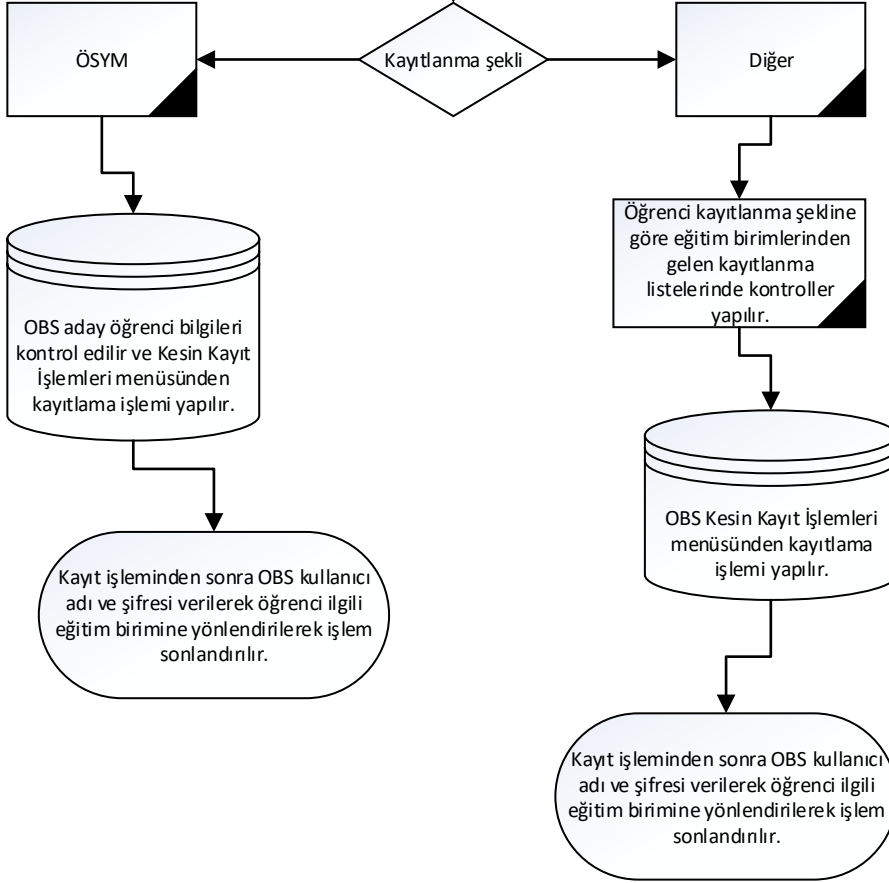 ÖSYM
Kayıtlanma şekli
Diğer
Öğrenci kayıtlanma şekline
göre eğitim birimlerinden
gelen kayıtlanma
listelerinde kontroller
yapılır.
OBS aday öğrenci bilgileri
kontrol edilir ve Kesin Kayıt
İşlemleri menüsünden
kayıtlama işlemi yapılır.
OBS Kesin Kayıt İşlemleri
menüsünden kayıtlama
işlemi yapılır.
Kayıt işleminden sonra OBS kullanıcı
adı ve şifresi verilerek öğrenci ilgili
eğitim birimine yönlendirilerek işlem
sonlandırılır.
Kayıt işleminden sonra OBS kullanıcı
adı ve şifresi verilerek öğrenci ilgili
eğitim birimine yönlendirilerek işlem
sonlandırılır.